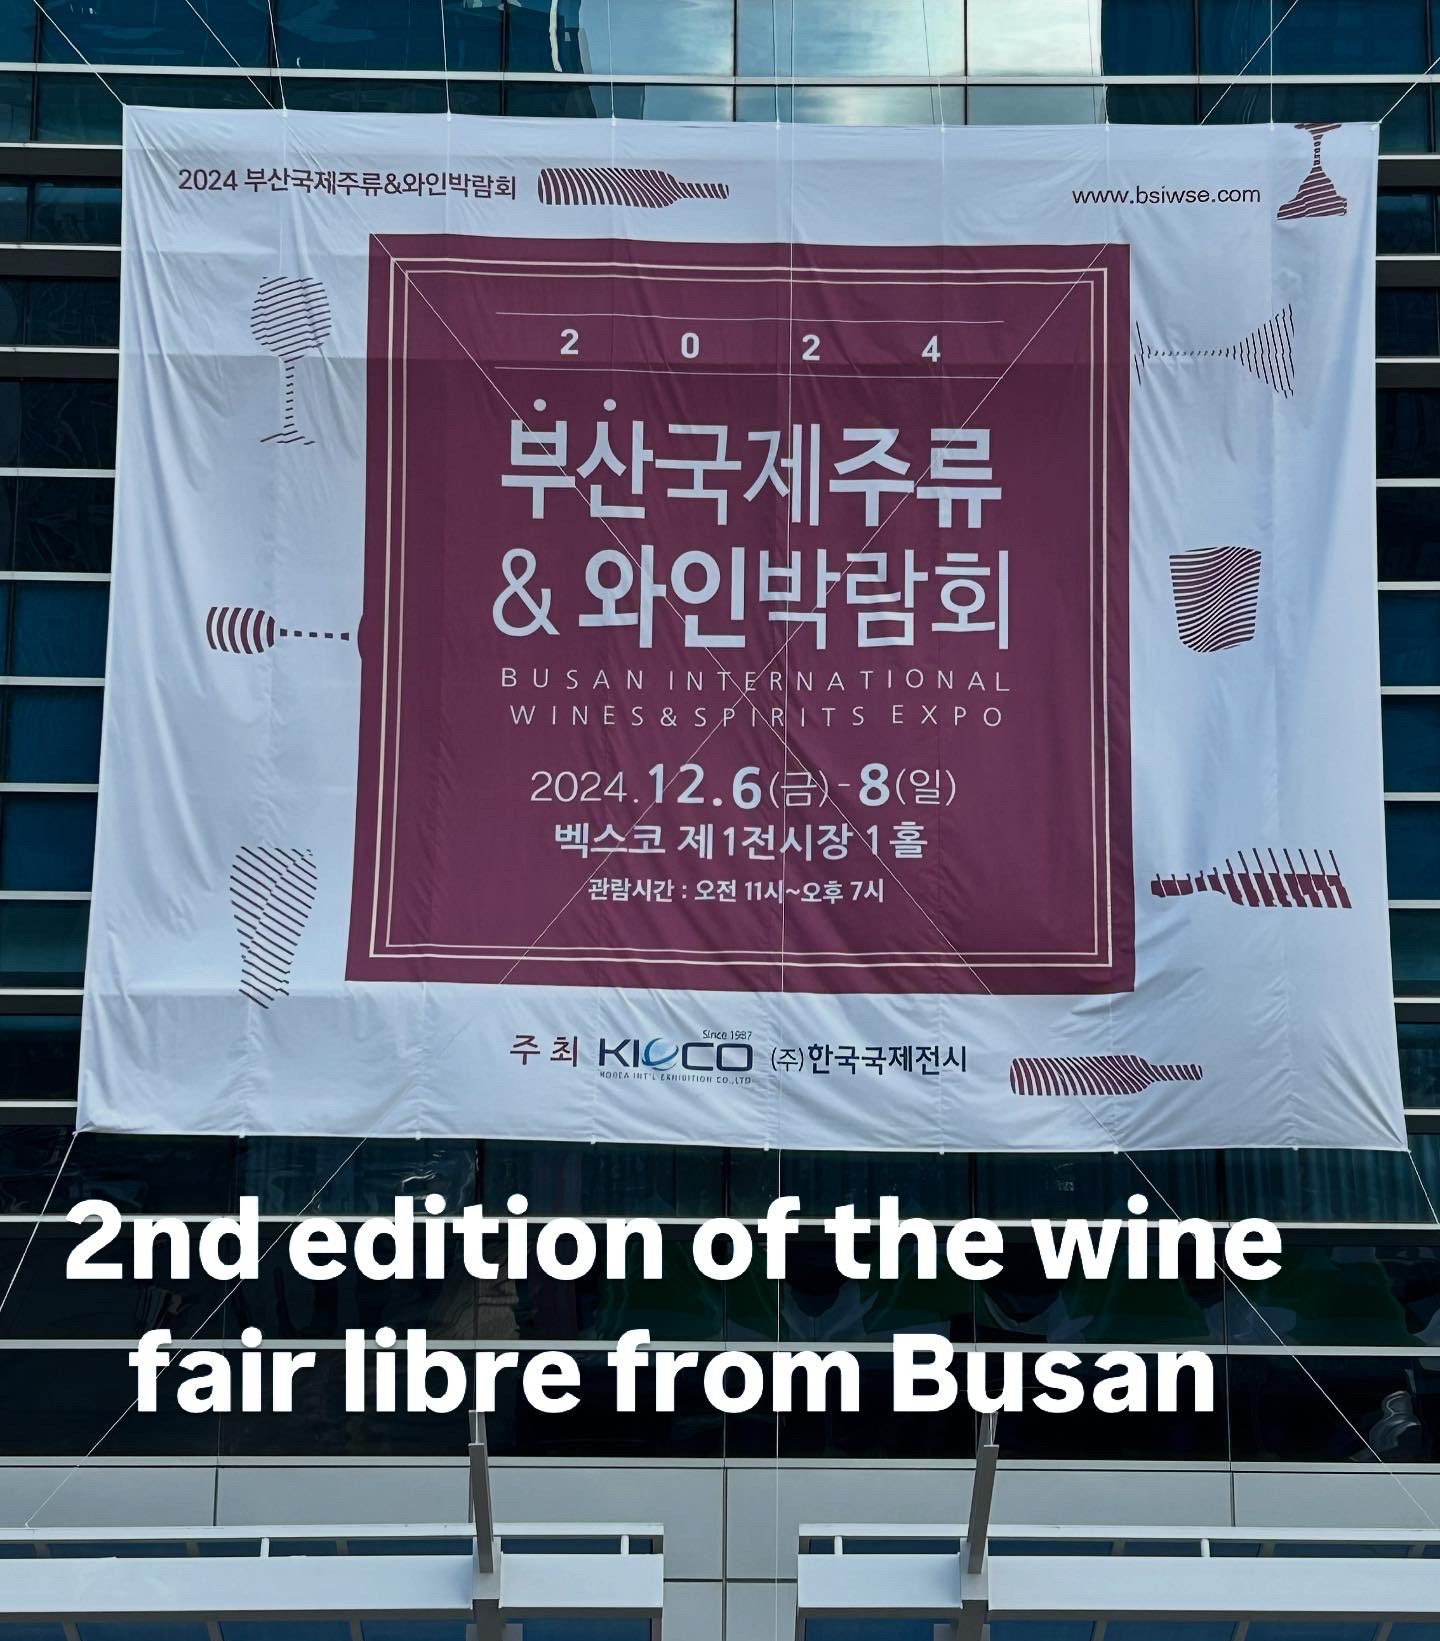 2024 부산국제주류&와인박람회
www.bsiwse.com
2 0 2 4
부산국제주류
& 와인박람회
BUSAN INTERNATIONAL
WINES & SPIRITS EXPO
2024.12.6(금)-8(일)
벡스코 제1전시장 1홀
관람시간 : 오전 11시~오후 7시
주최 KIECO Since 1987 (주)한국국제전시
KOREA INT'L EXHIBITION CO.,LTD
2nd edition of the wine
fair libre from Busan